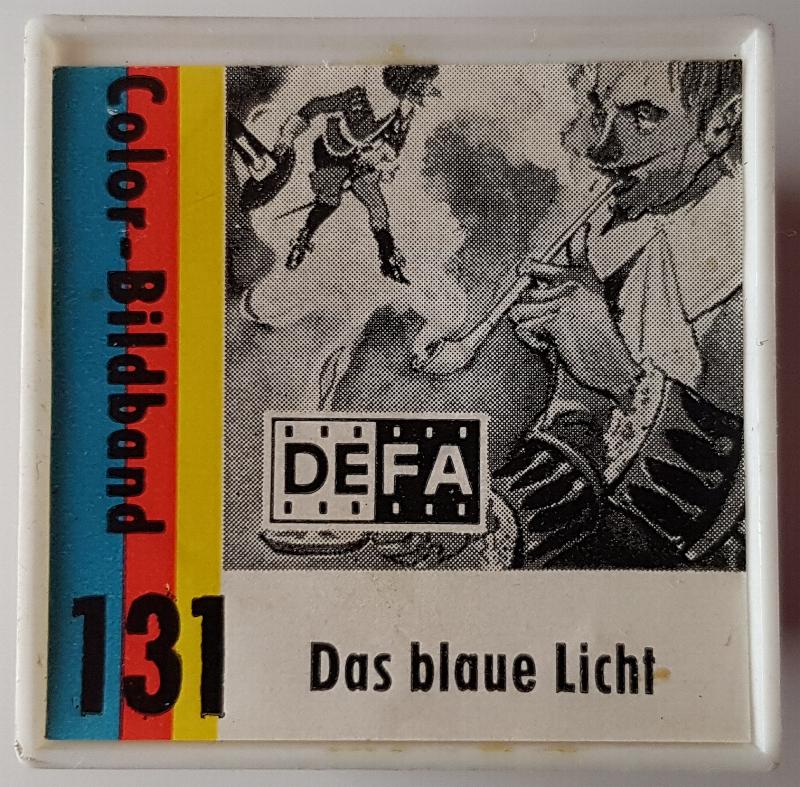 Color-Bildband
DEFA
131
Das blaue Licht